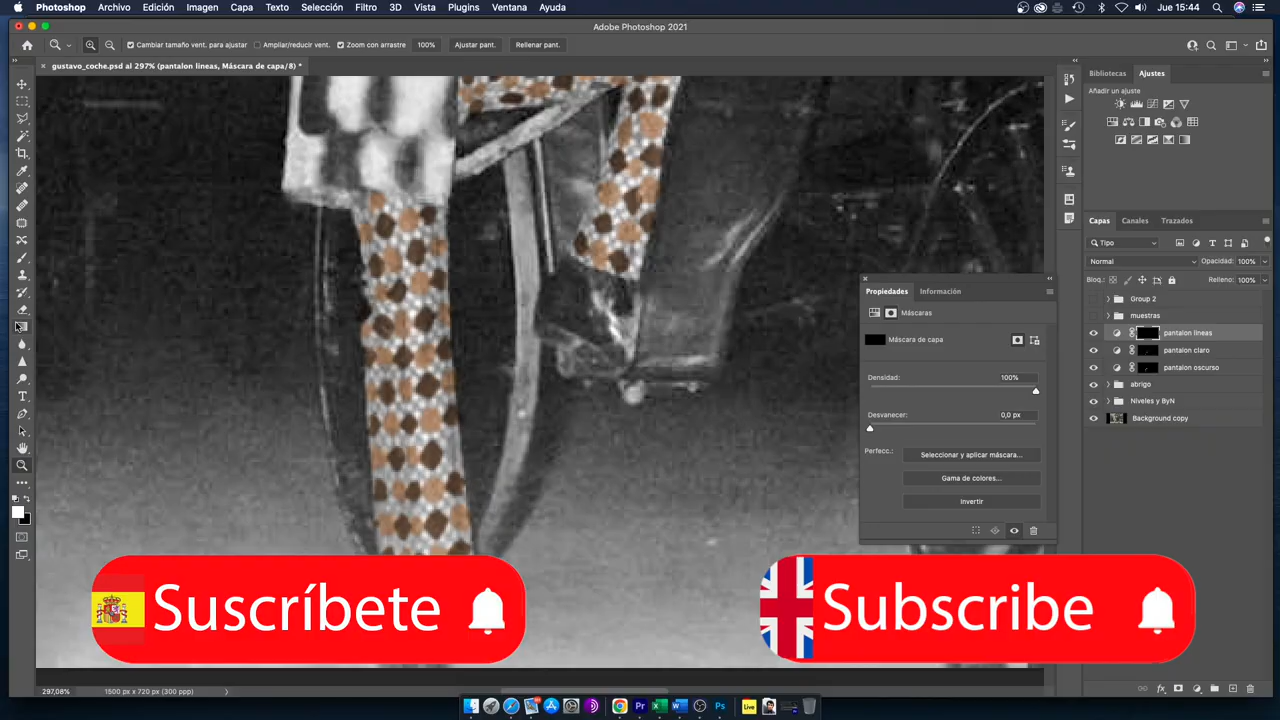 Photoshop Archivo Edición Imagen Capa Texto Selección Filtro 3D Vista Plugins Ventana Ayuda Jue 15:44
Adobe Photoshop 2021
Cambiar tamaño vent. para ajustar Ampliar/reducir vent. Zoom con arrastre 100% Ajustar pant. Rellenar pant.
gustavo_coche.psd al 297% (pantalon lineas, Máscara de capa/8) *
Bibliotecas Ajustes
Añadir un ajuste
Capas Canales Trazados
Tipo
Normal Opacidad: 100%
Bloq.: Relleno: 100%
Group 2
muestras
pantalon lineas
pantalon claro
pantalon oscurso
abrigo
Niveles y ByN
Background copy
Propiedades Información
Máscaras
Máscara de capa
Densidad: 100%
Desvanecer: 0,0 px
Perfecc.: Seleccionar y aplicar máscara...
Gama de colores...
Invertir
Suscríbete
Subscribe
297,08% 1500 px x 720 px (300 ppp)
Live